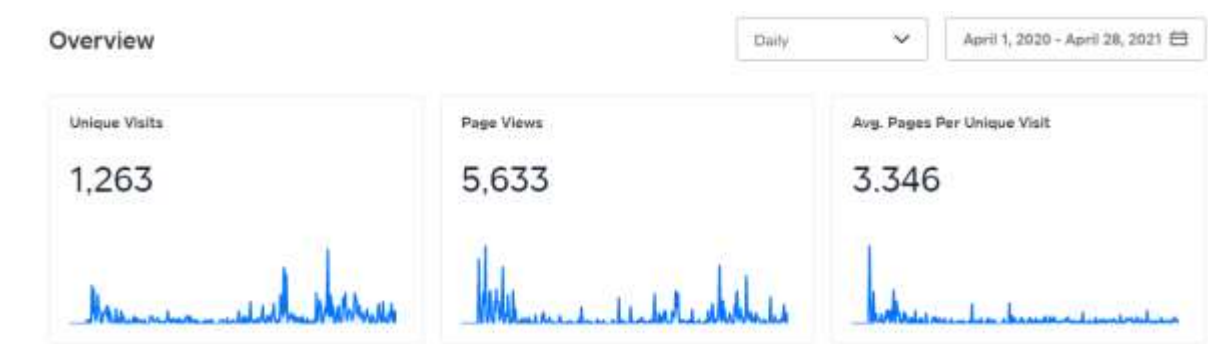 Overview
Daily
April 1, 2020 - April 28, 2021
Unique Visits
1,263
Page Views
5,633
Avg. Pages Per Unique Visit
3.346